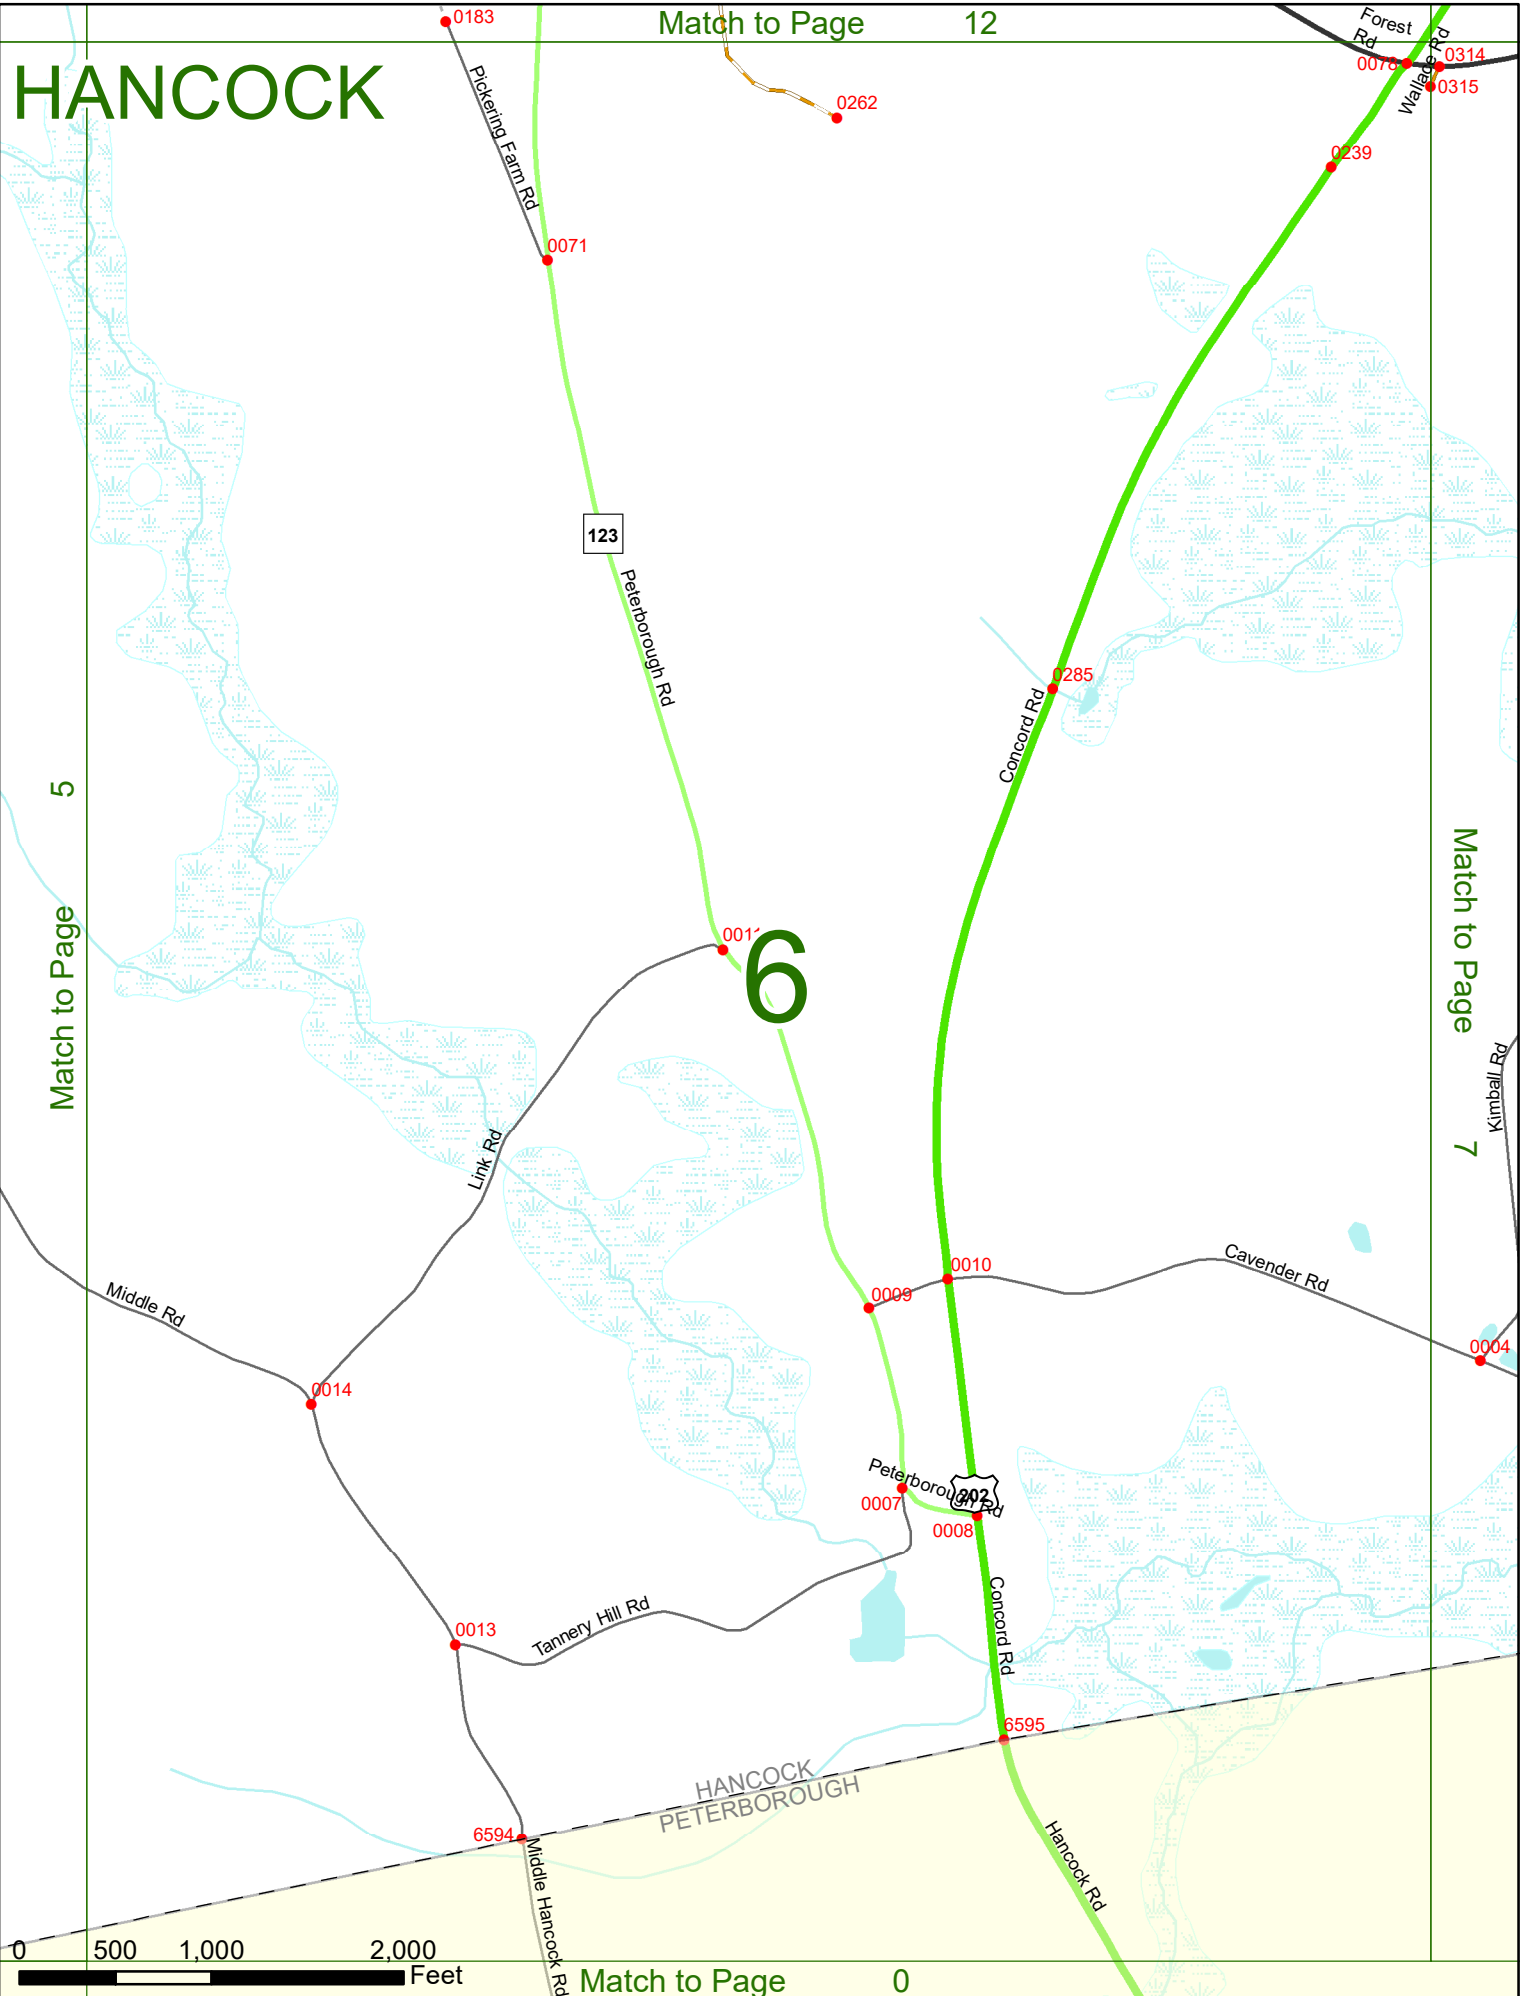 0183
Match to Page 12
Forest
Rd
Wallace Rd
0078
0314
0315
HANCOCK
Pickering Farm Rd
0262
0239
0071
123
Peterborough Rd
0285
Concord Rd
5
Match to Page
Match to Page
7
0011
6
Kimball Rd
Link Rd
0010
Cavender Rd
0009
Middle Rd
0004
0014
Peterborough Rd
202
0007
0008
Concord Rd
Tannery Hill Rd
0013
6595
HANCOCK
PETERBOROUGH
6594
Middle Hancock Rd
Hancock Rd
0 500 1,000 2,000
Feet
Match to Page 0